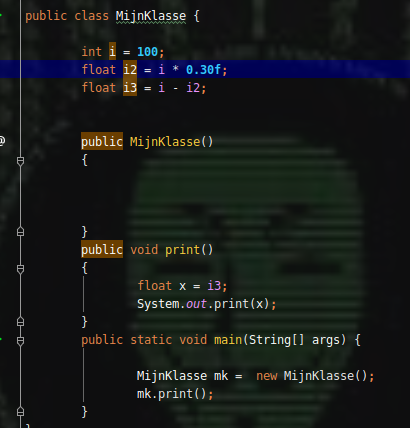 public class MijnKlasse {
int i = 100;
float i2 = i * 0.30f;
float i3 = i - i2;
public MijnKlasse()
{
}
public void print()
{
float x = i3;
System.out.print(x);
}
public static void main(String[] args) {
MijnKlasse mk =  new MijnKlasse();
mk.print();
}